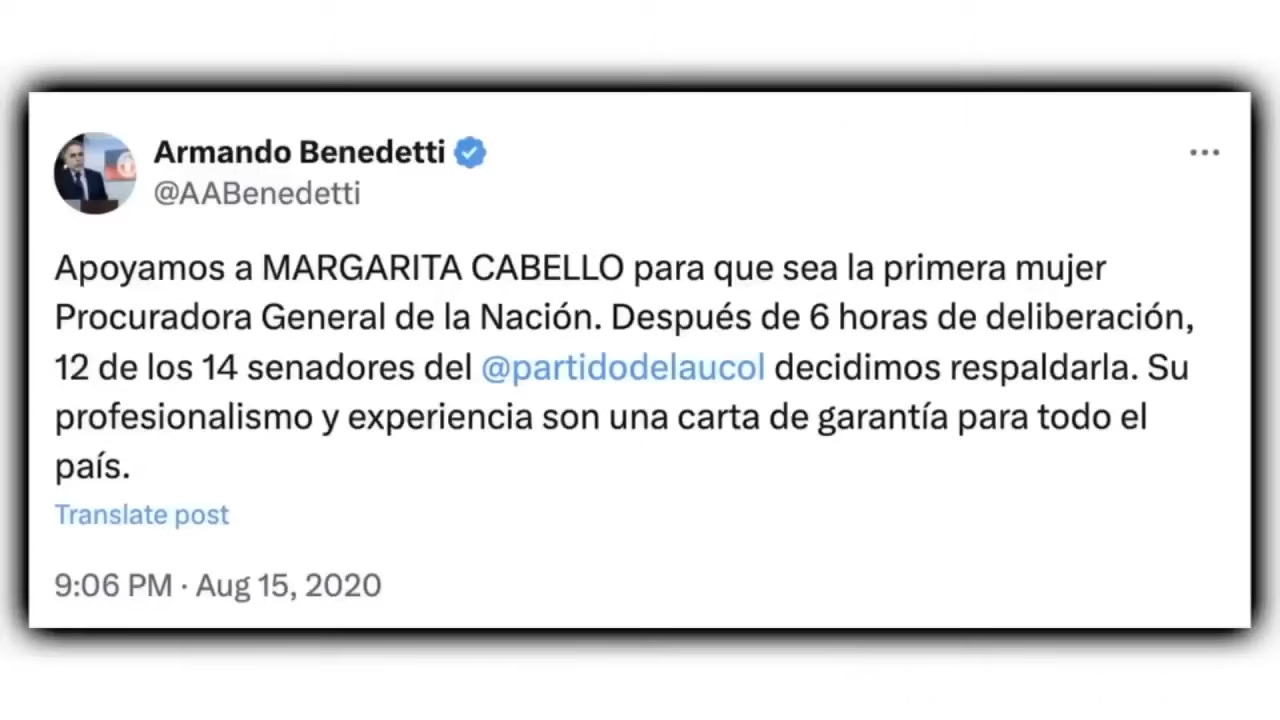 Armando Benedetti
@AABenedetti
Apoyamos a MARGARITA CABELLO para que sea la primera mujer
Procuradora General de la Nación. Después de 6 horas de deliberación,
12 de los 14 senadores del @partidodelaucol decidimos respaldarla. Su
profesionalismo y experiencia son una carta de garantía para todo el
país.
Translate post
9:06 PM · Aug 15, 2020